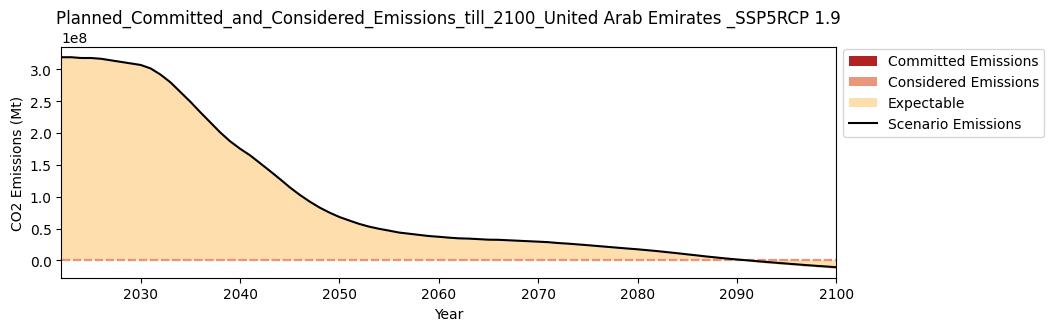 Planned_Committed_and_Considered_Emissions_till_2100_United Arab Emirates _SSP5RCP 1.9
1e8
3.0
2.5
2.0
1.5
1.0
0.5
0.0
CO2 Emissions (Mt)
2030 2040 2050 2060 2070 2080 2090 2100
Year
Committed Emissions
Considered Emissions
Expectable
Scenario Emissions